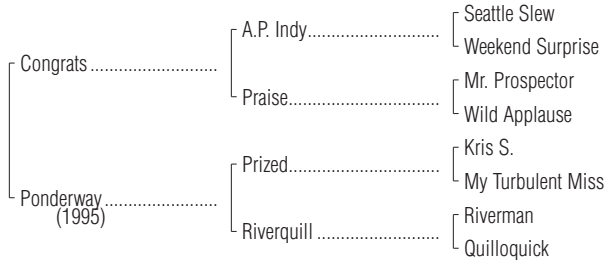 Seattle Slew
A.P. Indy
Weekend Surprise
Congrats
Mr. Prospector
Praise
Wild Applause
Kris S.
Prized
My Turbulent Miss
Ponderway
(1995)
Riverman
Riverquill
Quilloquick